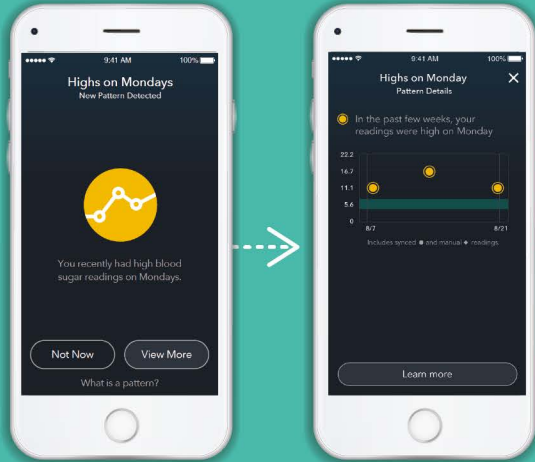 9:41 AM 100%
Highs on Mondays
New Pattern Detected
You recently had high blood
sugar readings on Mondays.
Not Now
View More
What is a pattern?
9:41 AM 100%
Highs on Monday
Pattern Details
In the past few weeks, your
readings were high on Monday
22.2
16.7
11.1
5.6
0
8/7 8/21
Includes synced and manual readings
Learn more